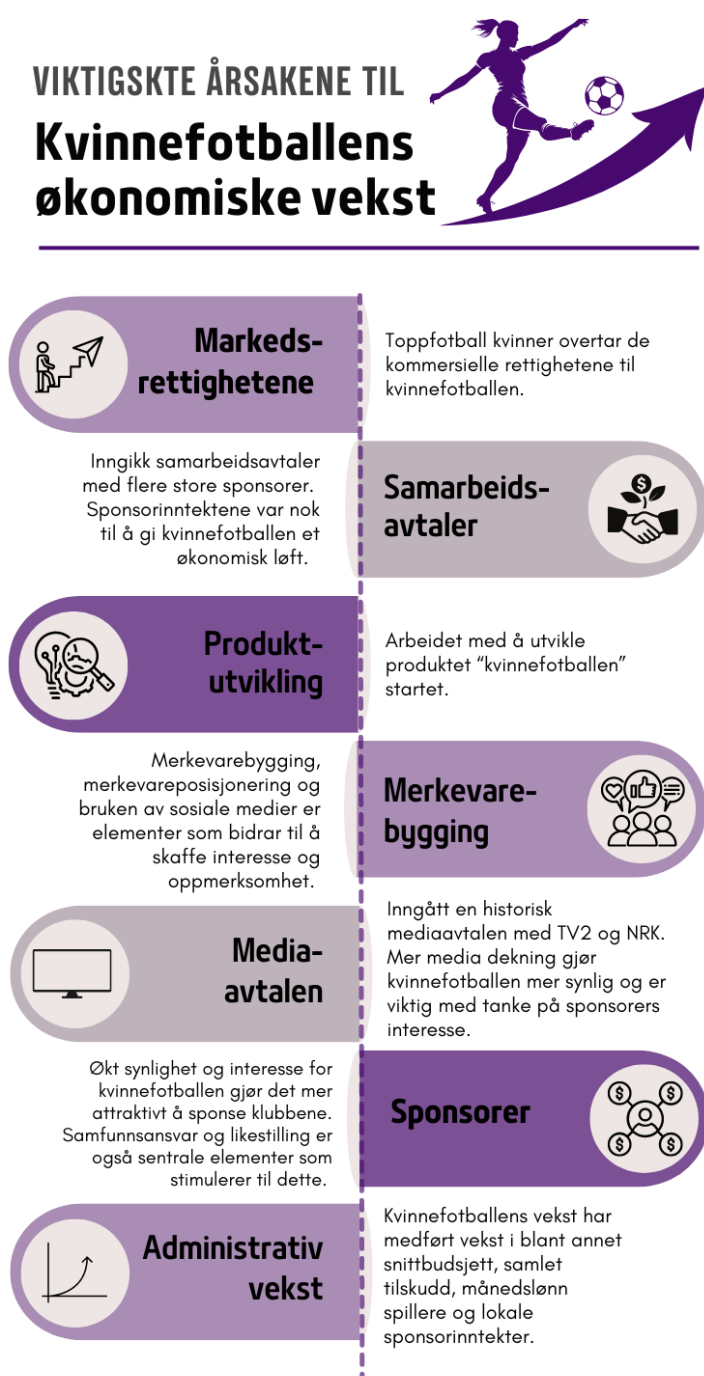 VIKTIGSKTE ÅRSAKENE TIL
Kvinnefotballens
økonomiske vekst
Markeds-
rettighetene
Toppfotball kvinner overtar de
kommersielle rettighetene til
kvinnefotballen.
Inngikk samarbeidsavtaler
med flere store sponsorer.
Sponsorinntektene var nok
til å gi kvinnefotballen et
økonomisk løft.
Samarbeids-
avtaler
Produkt-
utvikling
Arbeidet med å utvikle
produktet “kvinnefotballen”
startet.
Merkevarebygging,
merkevareposisjonering og
bruken av sosiale medier er
elementer som bidrar til å
skaffe interesse og
oppmerksomhet.
Merkevare-
bygging
Media-
avtalen
Inngått en historisk
mediaavtalen med TV2 og NRK.
Mer media dekning gjør
kvinnefotballen mer synlig og er
viktig med tanke på sponsorers
interesse.
Økt synlighet og interesse for
kvinnefotballen gjør det mer
attraktivt å sponse klubbene.
Samfunnsansvar og likestilling er
også sentrale elementer som
stimulerer til dette.
Sponsorer
Administrativ
vekst
Kvinnefotballens vekst har
medført vekst i blant annet
snittbudsjett, samlet
tilskudd, månedslønn
spillere og lokale
sponsorinntekter.